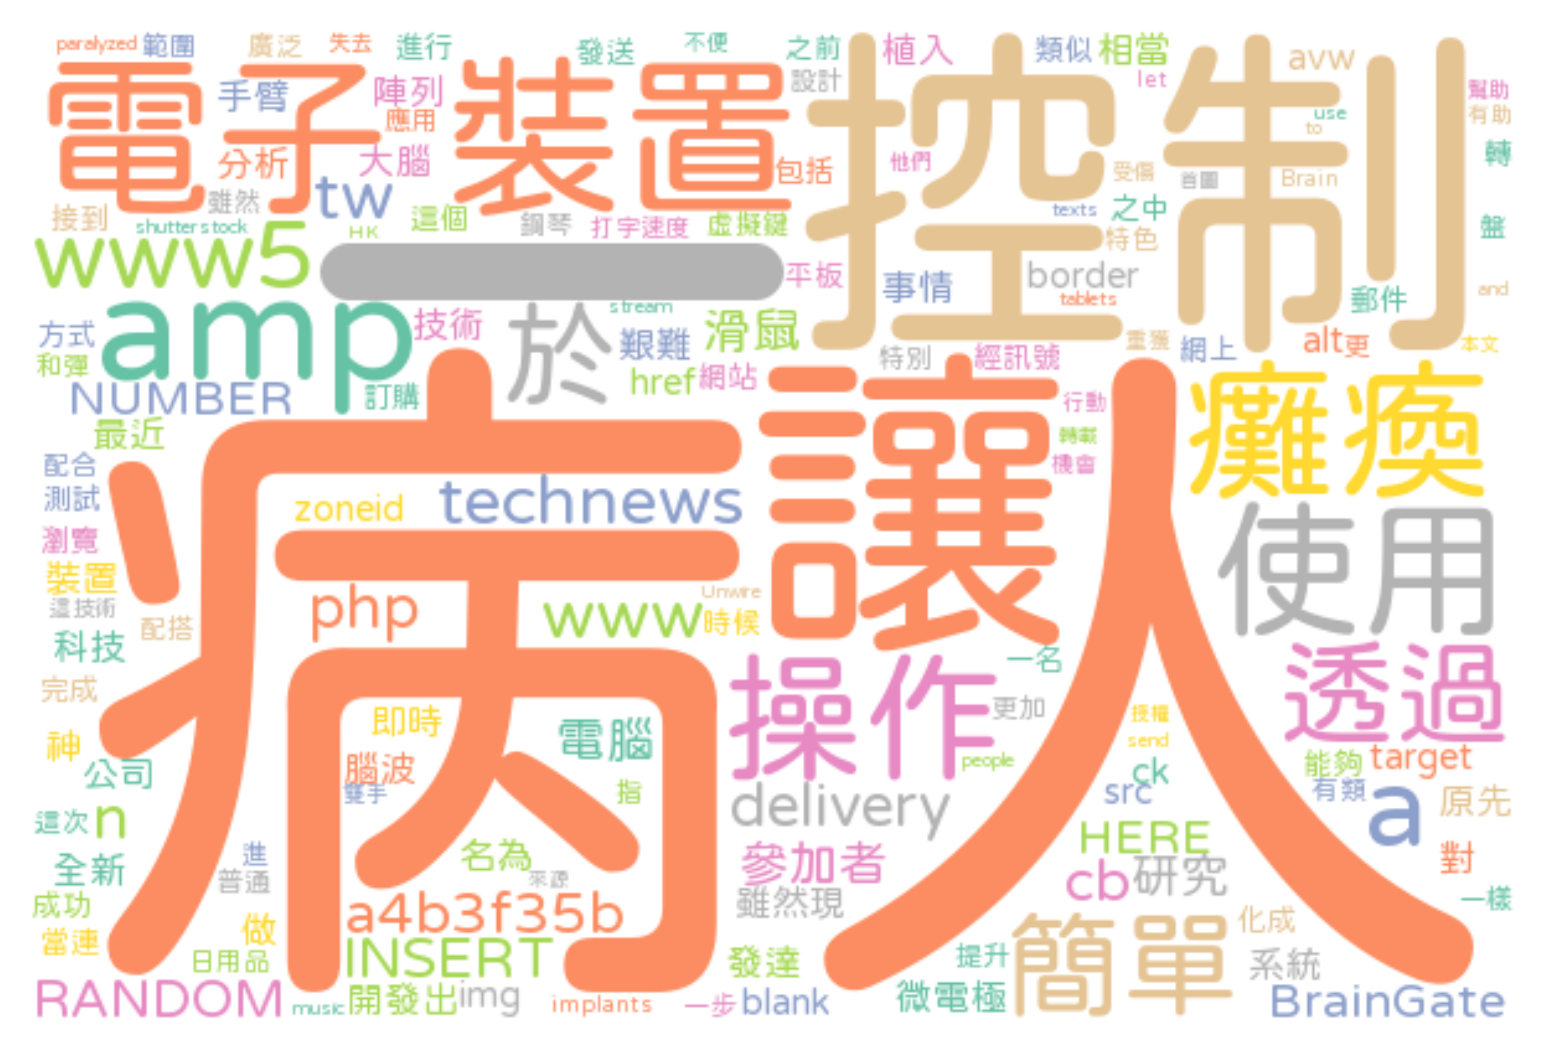 paralyzed 範圍 廣泛 失去 進行 發送 不便 之前 植入 類似 相當 avw
電子裝置 控制
手臂 陣列 設計 let 幫助
應用 use 有助
分析 大腦 包括 他們 受傷 to 轉
雖然 tw 首圖 Brain
接到 shutterstock HK 這個 鋼琴 打字速度 虛擬鍵 texts 之中 盤
www5 一 平板 特色
事情 border and
amp 技術 於 stream tablets 郵件
方式 艱難 滑鼠 重獲 網上 alt 更 本文
和彈 特別 經訊號
NUMBER 訂購 href 網站 行動
病人 讓 癱瘓
最近 轉載
配合 機會
測試 zoneid technews 使用
瀏覽
裝置 php www Unwire
這技術 配搭 時候
科技 一名 透過
完成 操作 更加 授權
神 即時 電腦 people send 能夠 target
公司 腦波 ck
雙手 指 delivery src 有類 a 原先
這次 n HERE
全新 進 名為 參加者 cb 研究 對
普通 來源
成功 a4b3f35b 雖然現 一樣
當連 做 簡單 化成
日用品 INSERT 發達 提升 系統
RANDOM music 開發出 img implants 一步 blank 微電極 BrainGate